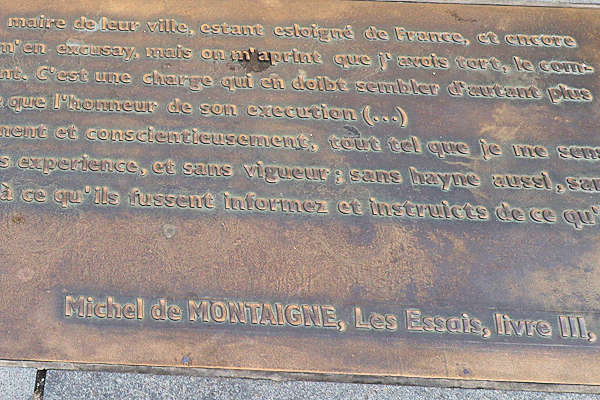 maire de leur ville, estant esloigné de France, et encore
m'en excusay, mais on m'aprint que j'avois tort, le com-
nt. C'est une charge qui en doibt sembler d'autant plus
que l'honneur de son execution (...)
ment et conscientieusement, tout tel que je me sens
s experience, et sans vigueur; sans hayne aussi, san
à ce qu'ils fussent informez et instruicts de ce qu'
Michel de MONTAIGNE, Les Essais, livre III,